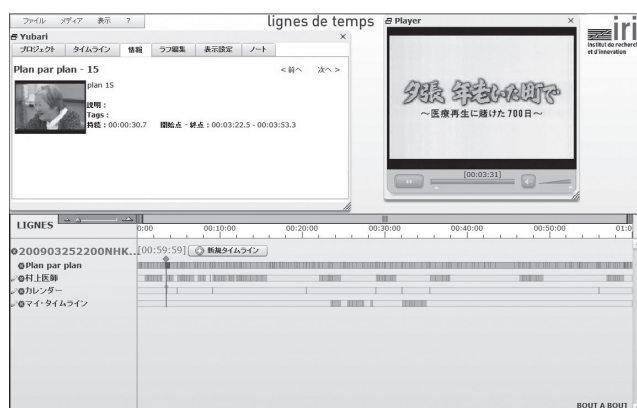 ファイル メディア 表示 ?
lignes de temps
Yubari
プロジェクト タイムライン 情報 ラフ編集 表示設定 ノート
Plan par plan - 15
< 前へ 次へ >
plan 15
説明 :
Tags :
持続 : 00:00:30.7 開始点 - 終点 : 00:03:22.5 - 00:03:53.3
Player
夕張 年老いた町で
~医療再生に賭けた700日~
[00:03:31]
iri
institut de recherch
et d'innovation
LIGNES
0:00 00:10:00 00:20:00 00:30:00 00:40:00 00:50:00 01:0
200903252200NHK... [00:59:59] 新規タイムライン
Plan par plan
村上医師
カレンダー
マイ・タイムライン
BOUT A BOUT